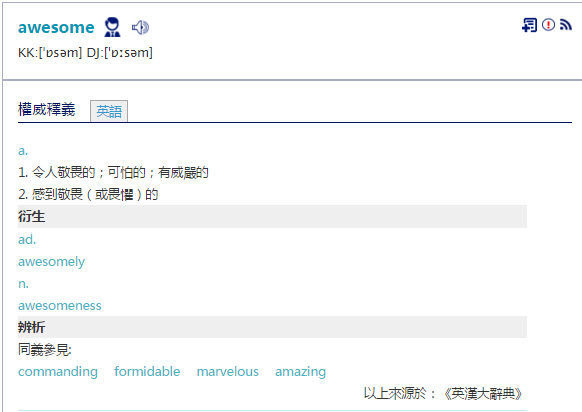 awesome
KK:[ˈɒsəm] DJ:[ˈɒːsəm]
權威釋義 英語
a.
1. 令人敬畏的；可怕的；有威嚴的
2. 感到敬畏（或畏懼）的
衍生
ad.
awesomely
n.
awesomeness
辨析
同義參見:
commanding formidable marvelous amazing
以上來源於：《英漢大辭典》